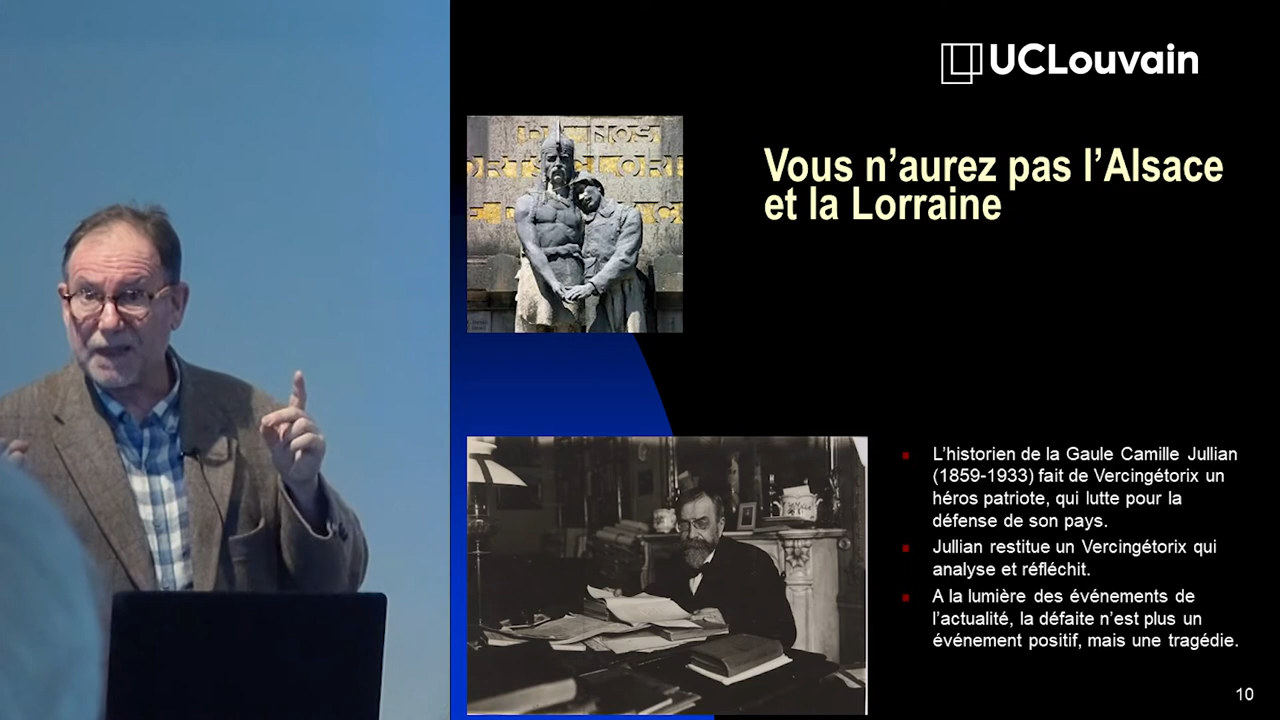 UCLouvain
Vous n’aurez pas l’Alsace
et la Lorraine
L’historien de la Gaule Camille Jullian
(1859-1933) fait de Vercingétorix un
héros patriote, qui lutte pour la
défense de son pays.
Jullian restitue un Vercingétorix qui
analyse et réfléchit.
A la lumière des événements de
l’actualité, la défaite n’est plus un
événement positif, mais une tragédie.
10